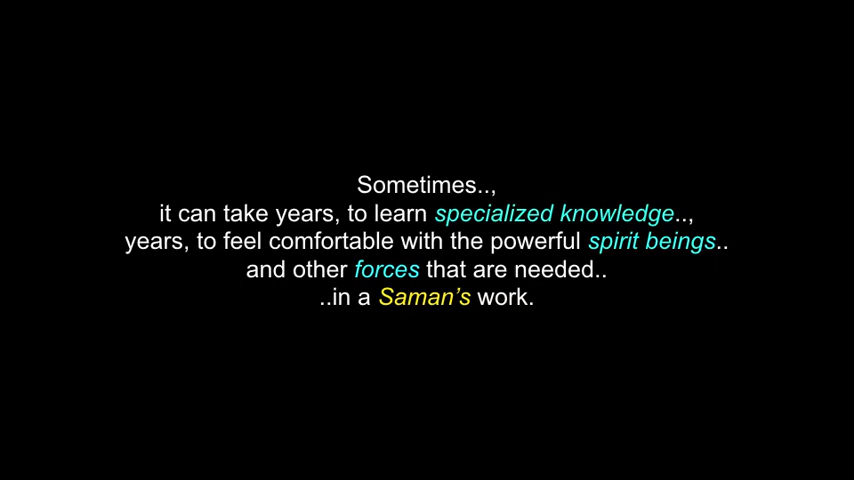 Sometimes..,
it can take years, to learn specialized knowledge..,
years, to feel comfortable with the powerful spirit beings..
and other forces that are needed..
..in a Saman’s work.